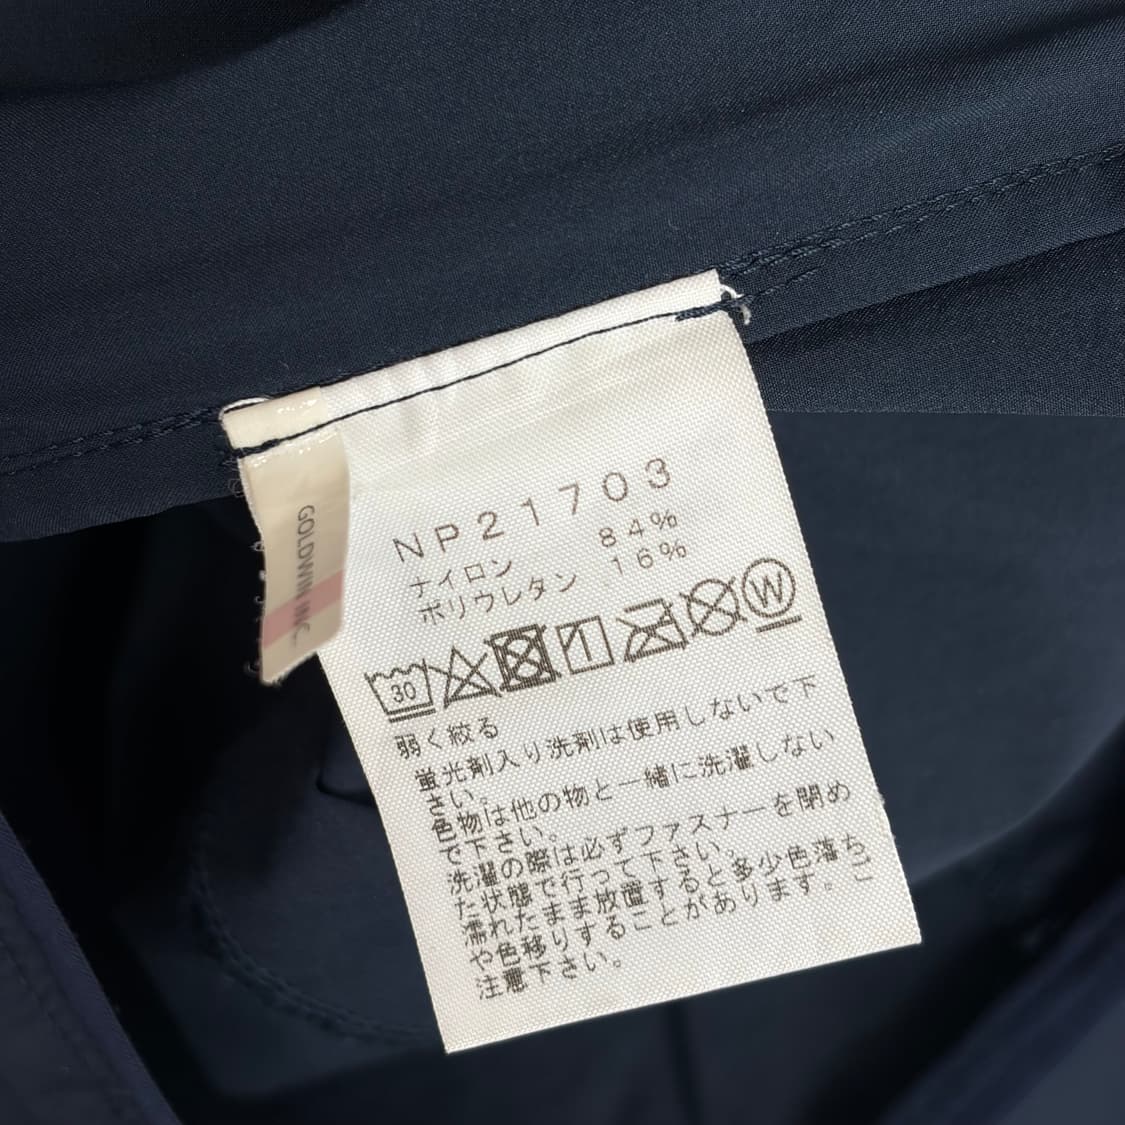 GOLDWIN INC.
NP21703
ナイロン 84%
ポリウレタン 16%
30
W
弱く絞る
蛍光剤入り洗剤は使用しないで下
さい。
色物は他の物と一緒に洗濯しない
で下さい。
洗濯の際は必ずファスナーを閉め
た状態で行って下さい。
濡れたまま放置すると多少色落ち
や色移りすることがあります。ご
注意下さい。